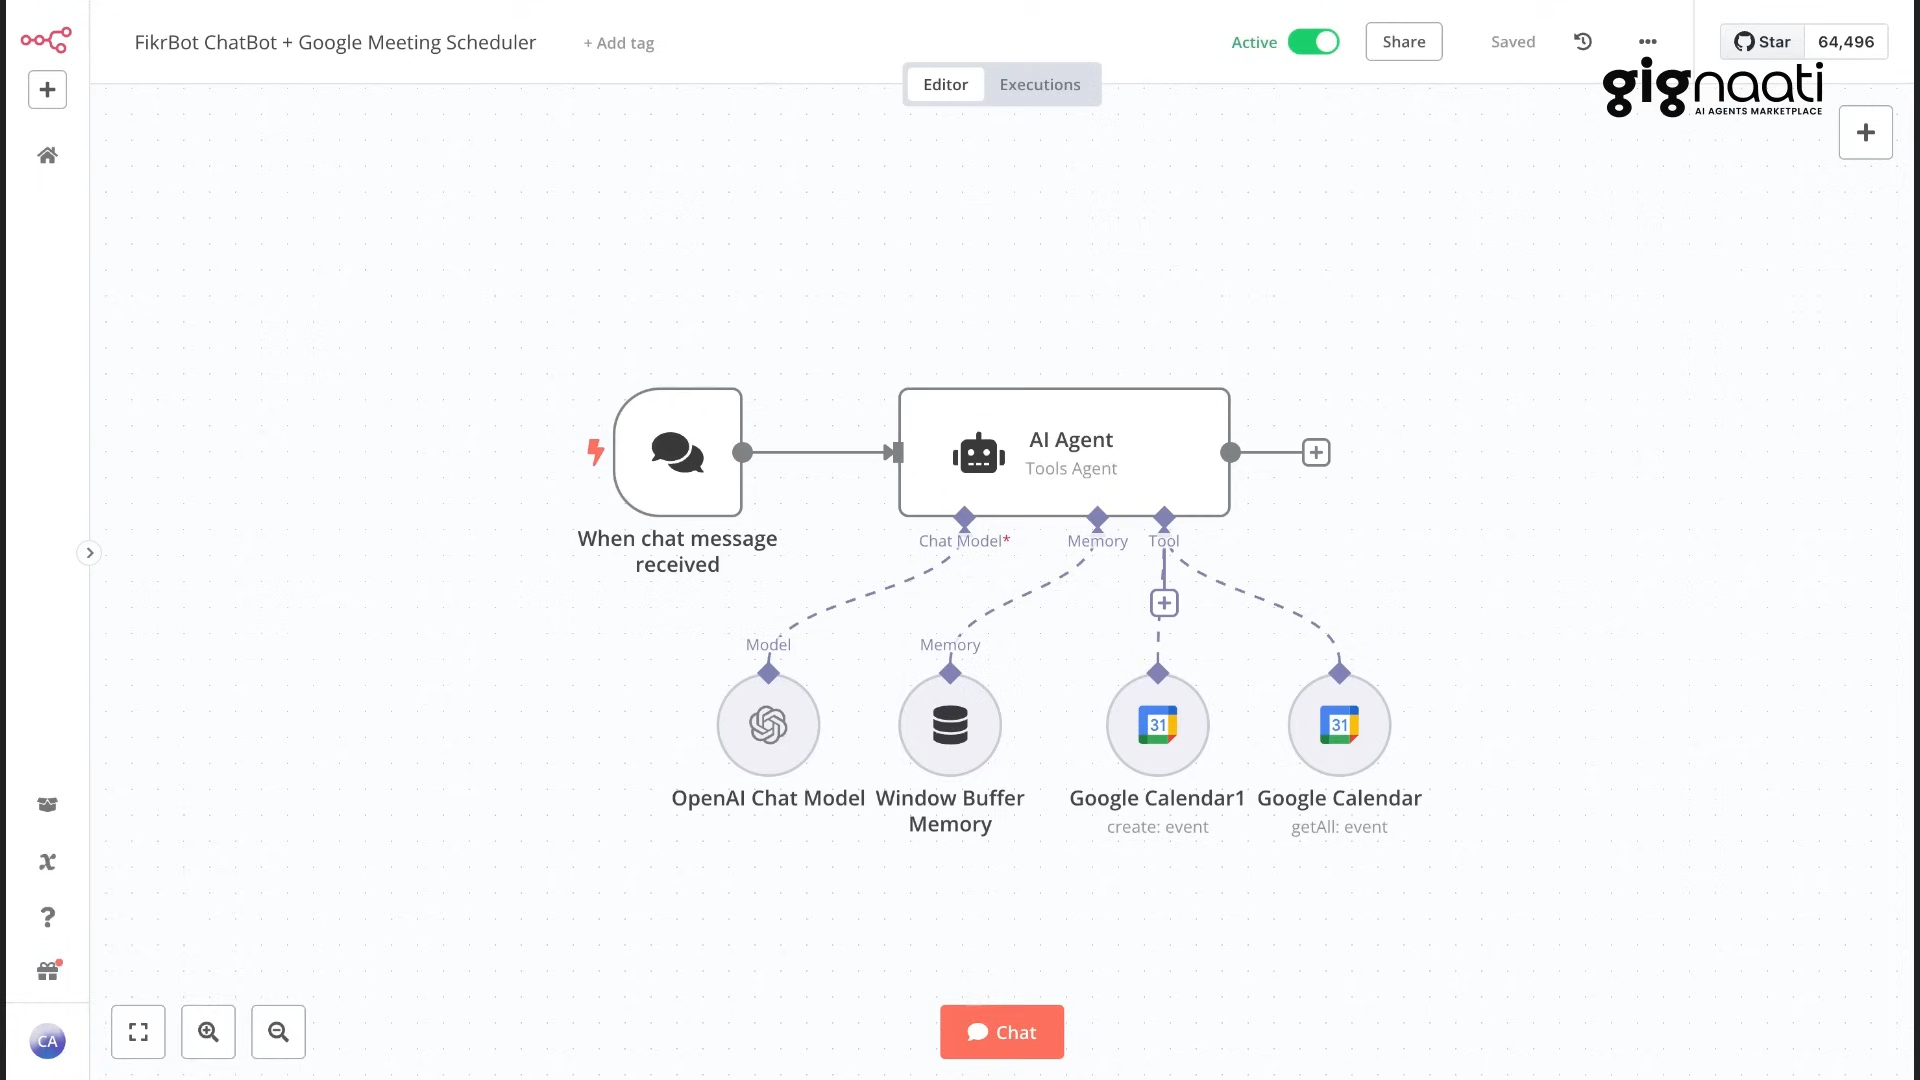 FikrBot ChatBot + Google Meeting Scheduler
+ Add tag
Active
Share
Saved
Star
64,496
Editor
Executions
gignaati
AI AGENTS MARKETPLACE
AI Agent
Tools Agent
When chat message
received
Chat Model*
Memory
Tool
Model
Memory
31
31
OpenAI Chat Model
Window Buffer
Memory
Google Calendar1
create: event
Google Calendar
getAll: event
CA
Chat